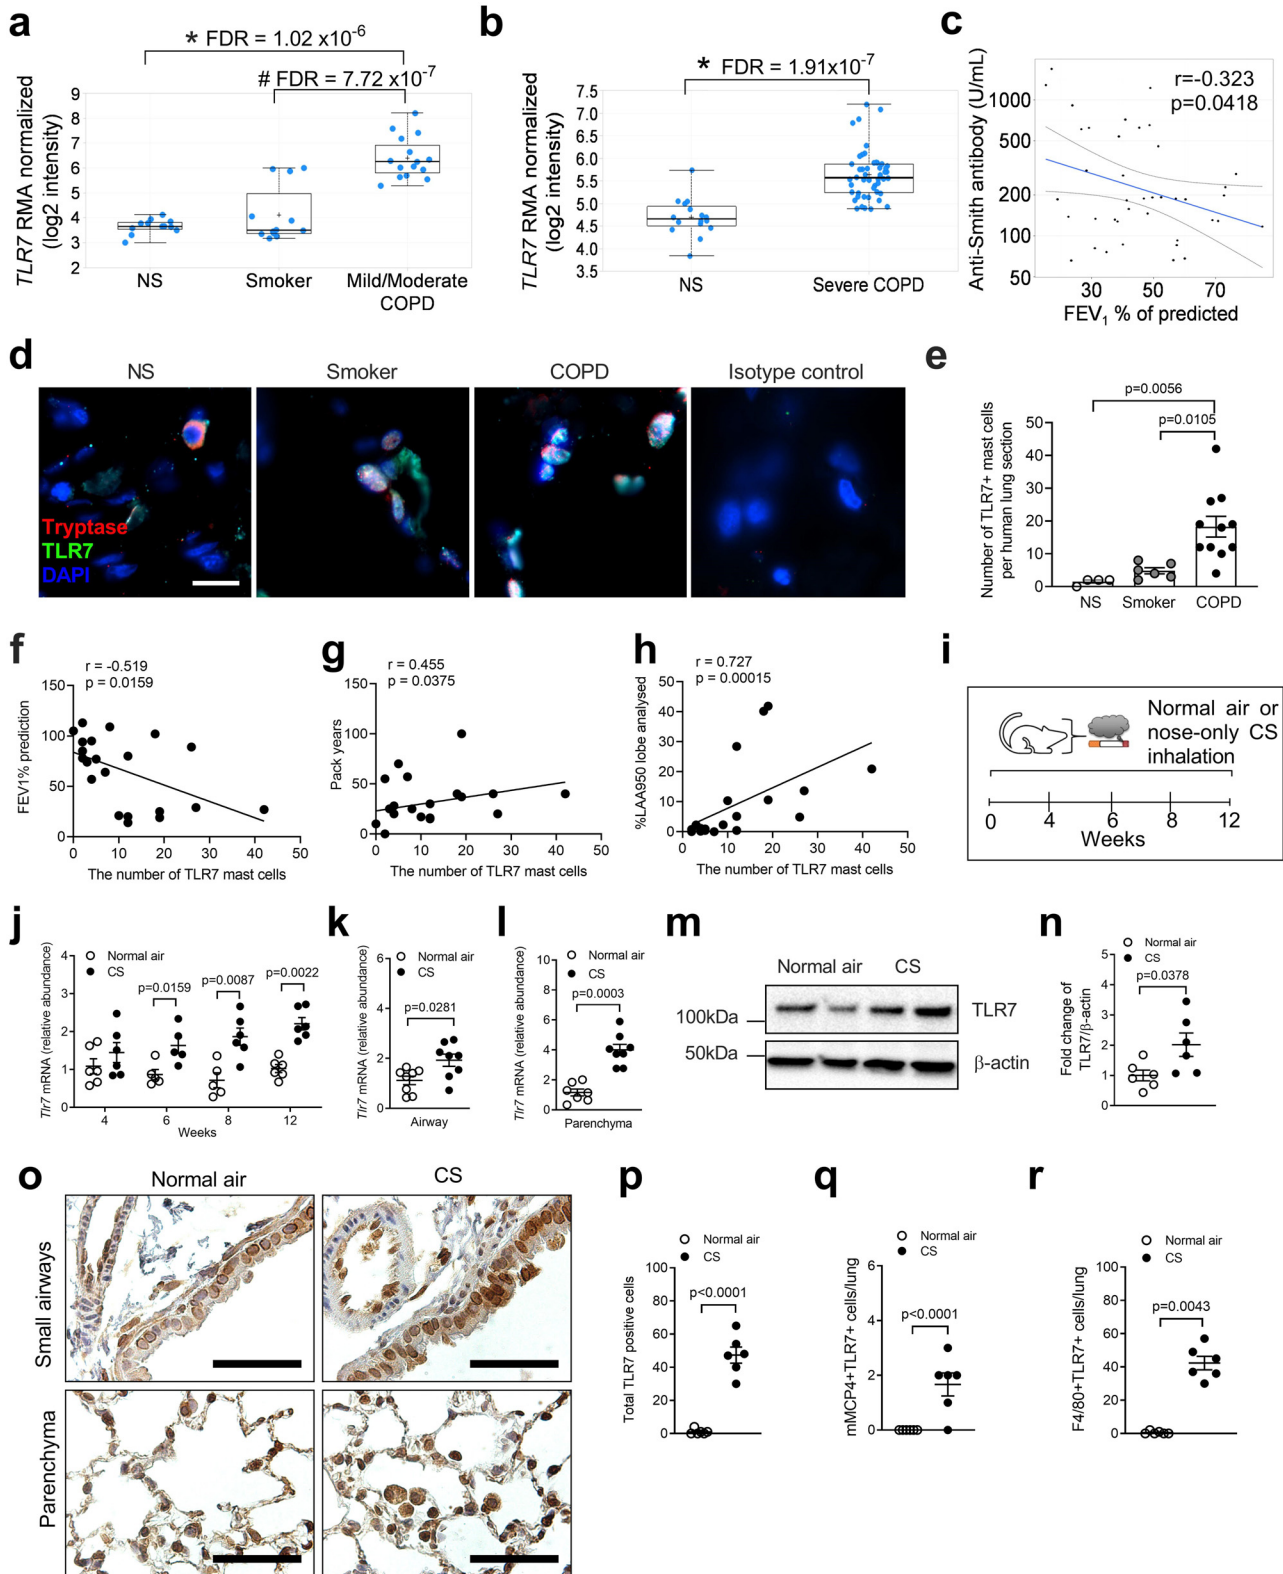 a
* FDR = 1.02 x10-6
# FDR = 7.72 x10-7
TLR7 RMA normalized
(log2 intensity)
9
8
7
6
5
4
3
2
NS
Smoker
Mild/Moderate
COPD
b
* FDR = 1.91x10-7
TLR7 RMA normalized
(log2 intensity)
7.5
7.0
6.5
6.0
5.5
5.0
4.5
4.0
3.5
NS
Severe COPD
c
r=-0.323
p=0.0418
Anti-Smith antibody (U/mL)
1000
500
200
100
50
30
50
70
FEV1 % of predicted
d
NS
Smoker
COPD
Isotype control
Tryptase
TLR7
DAPI
e
p=0.0056
p=0.0105
Number of TLR7+ mast cells
per human lung section
50
40
30
20
10
0
NS
Smoker
COPD
f
r = -0.519
p = 0.0159
FEV1% prediction
150
100
50
0
0 10 20 30 40 50
The number of TLR7 mast cells
g
r = 0.455
p = 0.0375
Pack years
150
100
50
0
0 10 20 30 40 50
The number of TLR7 mast cells
h
r = 0.727
p = 0.00015
%LAA950 lobe analysed
50
40
30
20
10
0
0 10 20 30 40 50
The number of TLR7 mast cells
i
Normal air or
nose-only CS
inhalation
0 4 6 8 12
Weeks
j
Normal air
CS
p=0.0159
p=0.0087
p=0.0022
Tlr7 mRNA (relative abundance)
4
3
2
1
0
4 6 8 12
Weeks
k
Normal air
CS
p=0.0281
Tlr7 mRNA (relative abundance)
6
4
2
0
Airway
l
Normal air
CS
p=0.0003
Tlr7 mRNA (relative abundance)
10
8
6
4
2
0
Parenchyma
m
Normal air
CS
100kDa
TLR7
50kDa
β-actin
n
Normal air
CS
p=0.0378
Fold change of
TLR7/β-actin
5
4
3
2
1
0
o
Normal air
CS
Small airways
Parenchyma
p
Normal air
CS
p<0.0001
Total TLR7 positive cells
100
80
60
40
20
0
q
Normal air
CS
p<0.0001
mMCP4+TLR7+ cells/lung
6
4
2
0
r
Normal air
CS
p=0.0043
F4/80+TLR7+ cells/lung
100
80
60
40
20
0